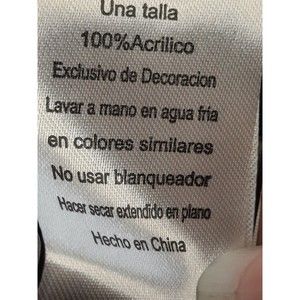 Una talla
100%Acrilico
Exclusivo de Decoracion
Lavar a mano en agua fria
en colores similares
No usar blanqueador
Hacer secar extendido en plano
Hecho en China